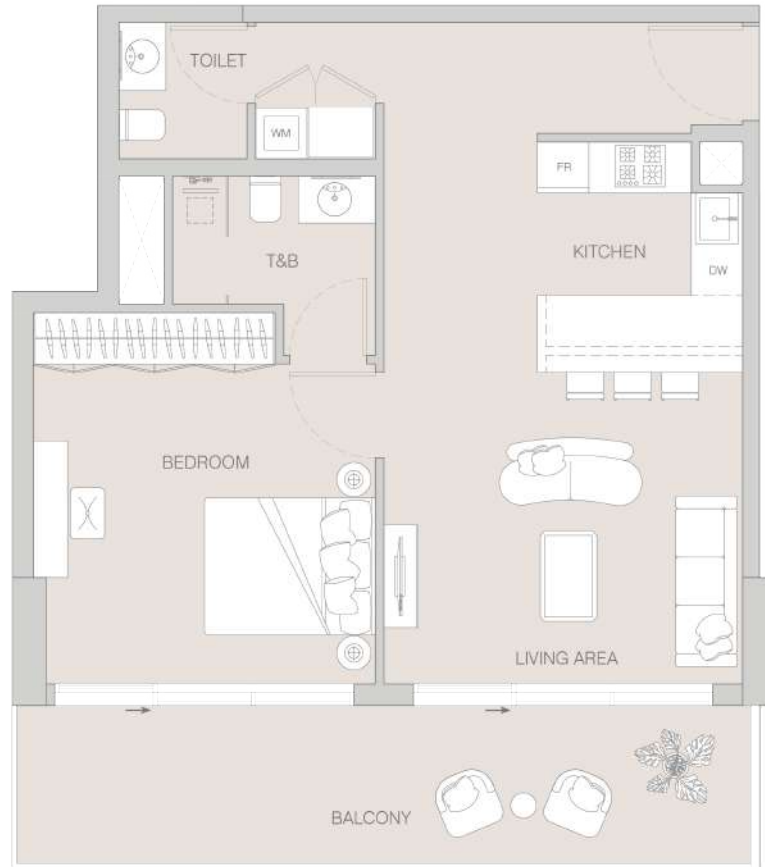 TOILET
WM
FR
T&B
KITCHEN
DW
BEDROOM
LIVING AREA
BALCONY